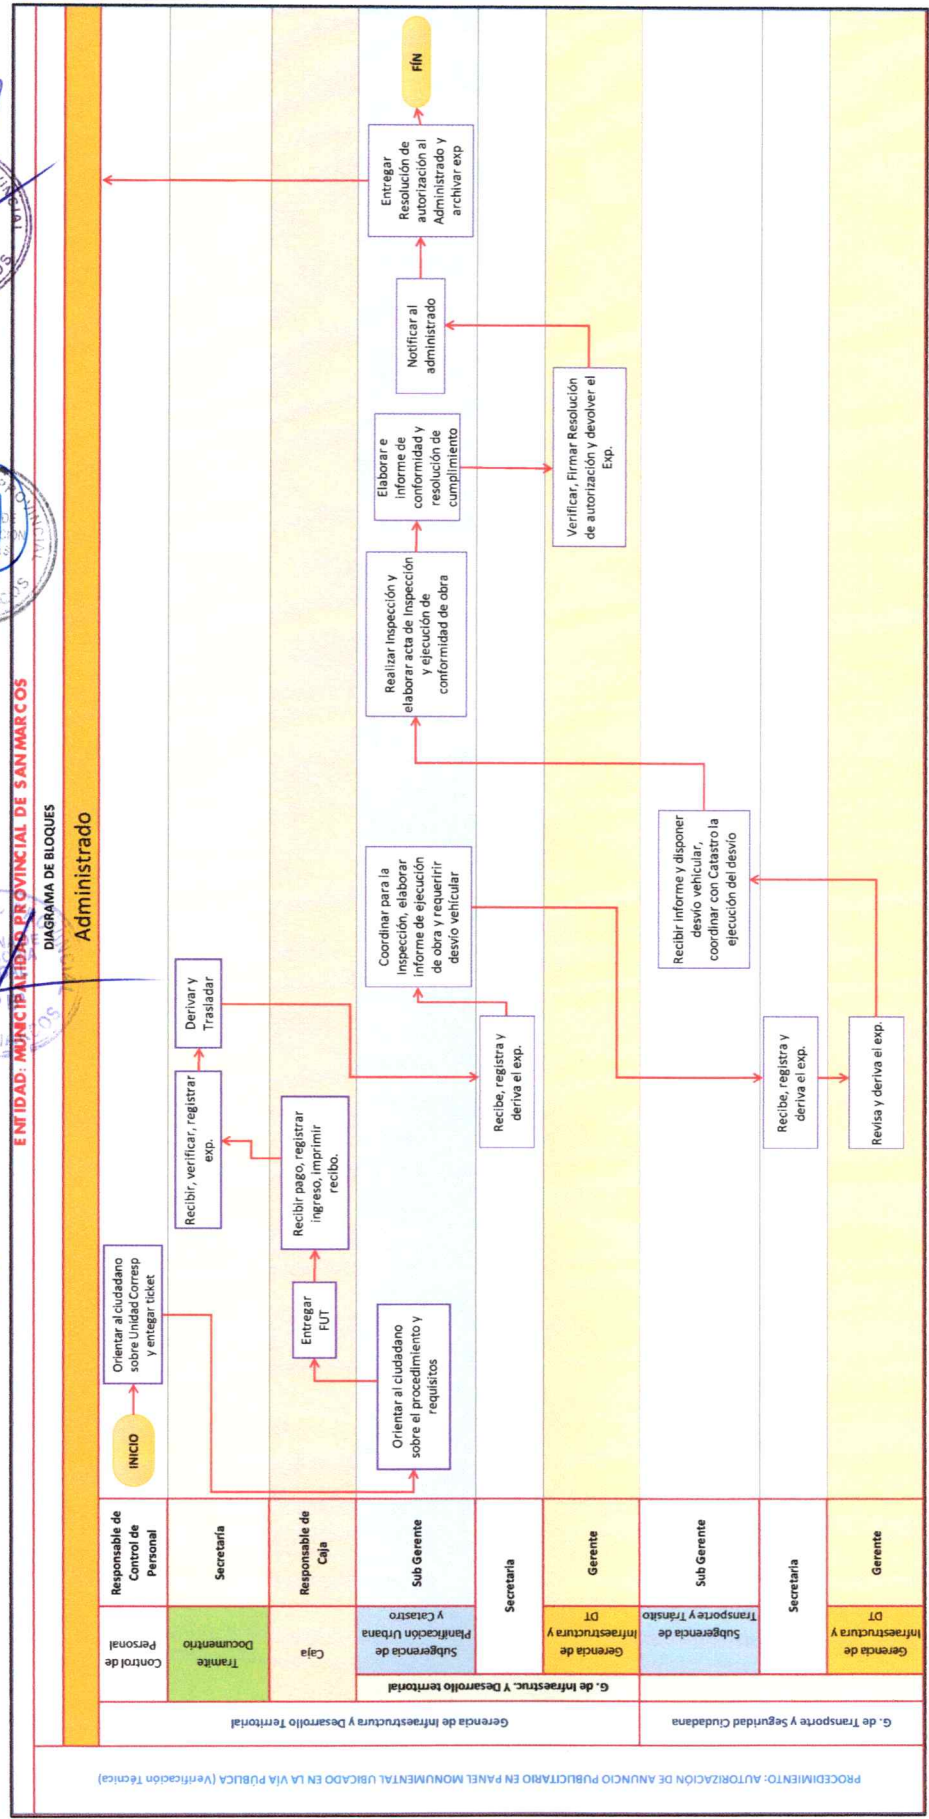 ENTIDAD: MUNICIPALIDAD PROVINCIAL DE SAN MARCOS
DIAGRAMA DE BLOQUES
Administrado
PROCEDIMIENTO: AUTORIZACIÓN DE ANUNCIO PUBLICITARIO EN PANEL MONUMENTAL UBICADO EN LA VÍA PÚBLICA (Verificación Técnica)
Gerencia de Infraestructura y Desarrollo Territorial
G. de Transporte y Seguridad Ciudadana
G. de Infraestruc. Y Desarrollo territorial
Control de
Personal
Responsable de
Control de
Personal
INICIO
Orientar al ciudadano
sobre Unidad Corresp
y entegar ticket
Tramite
Documentrio
Secretaría
Recibir, verificar, registrar
exp.
Derivar y
Trasladar
Caja
Responsable de
Caja
Entregar
FUT
Recibir pago, registrar
ingreso, imprimir
recibo.
Subgerencia de
Planificación Urbana
y Catastro
Sub Gerente
Orientar al ciudadano
sobre el procedimiento y
requisitos
Coordinar para la
Inspección, elaborar
informe de ejecución
de obra y requeririr
desvío vehicular
Realizar Inspección y
elaborar acta de Inspección
y ejecución de
conformidad de obra
Elaborar e
informe de
conformidad y
resolución de
cumplimiento
Notificar al
administrado
Entregar
Resolución de
autorización al
Administrado y
archivar exp
FÍN
Secretaria
Recibe, registra y
deriva el exp.
Gerencia de
Infraestructura y
DT
Gerente
Verificar, Firmar Resolución
de autorización y devolver el
Exp.
Subgerencia de
Transporte y Tránsito
Sub Gerente
Recibir informe y disponer
desvío vehicular,
coordinar con Catastro la
ejecución del desvío
Secretaria
Recibe, registra y
deriva el exp.
Gerencia de
Infraestructura y
DT
Gerente
Revisa y deriva el exp.